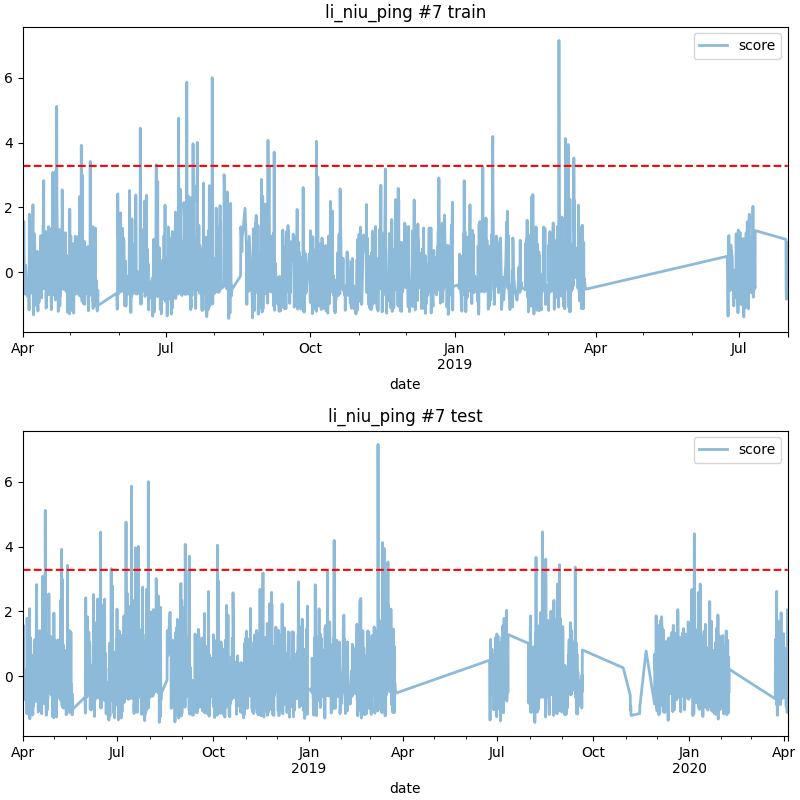 li_niu_ping #7 train
score
6
4
2
0
Apr Jul Oct Jan Apr Jul
2019
date
li_niu_ping #7 test
score
6
4
2
0
Apr Jul Oct Jan Apr Jul Oct Jan Apr
2019 2020
date